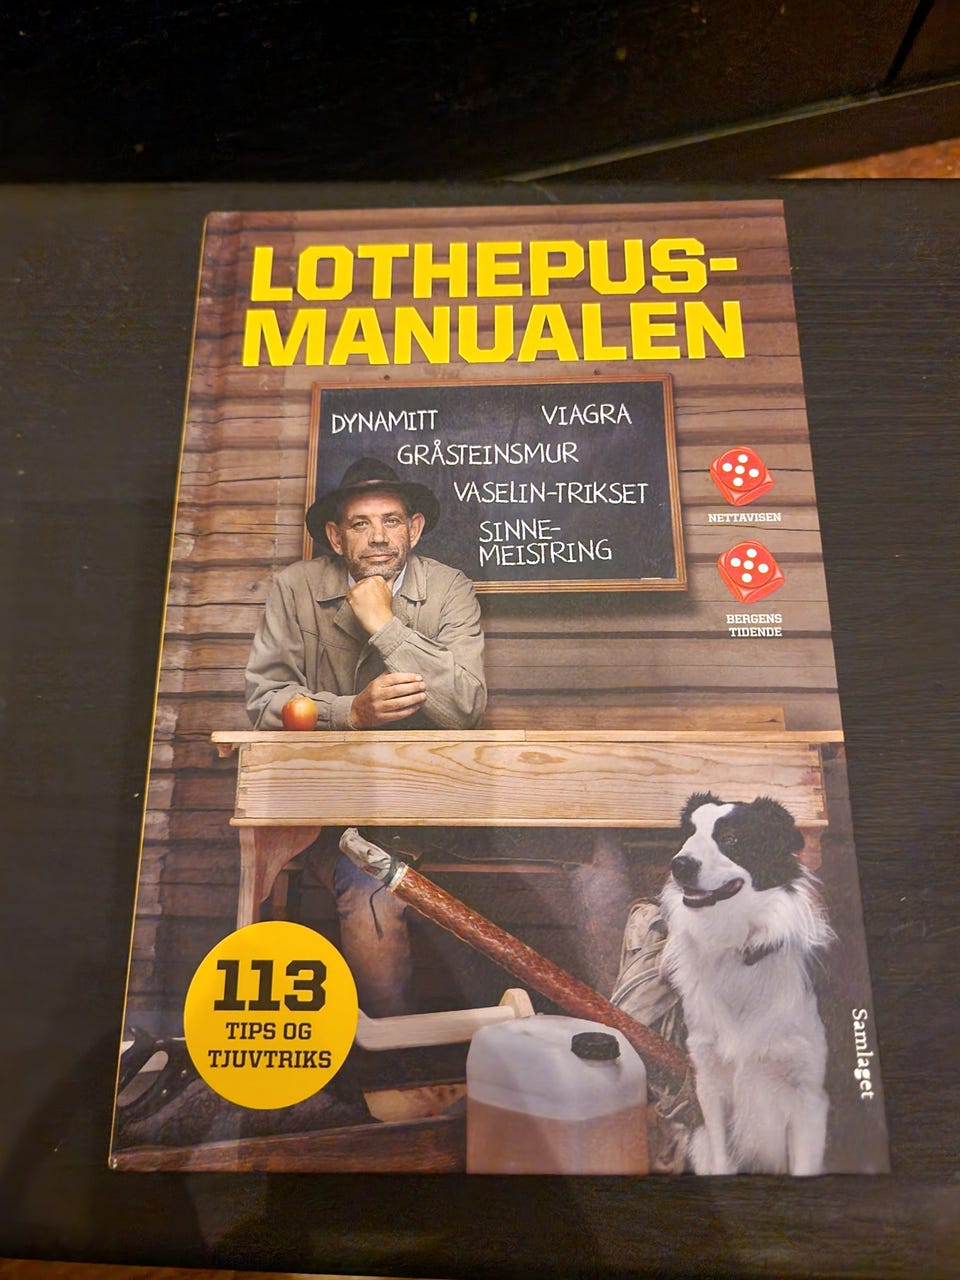 LOTHEPUS-
MANUALEN
DYNAMITT
VIAGRA
GRÅSTEINSMUR
VASELIN-TRIKSET
SINNE-
MEISTRING
NETTAVISEN
BERGENS
TIDENDE
113
TIPS OG
TJUVTRIKS
Samlaget